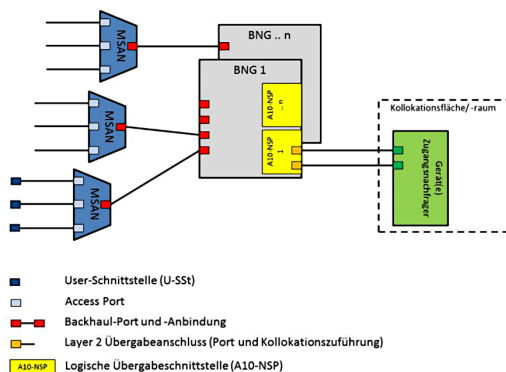 MSAN
BNG .. n
BNG 1
A10-NSP
.. n
MSAN
A10-NSP
1
Kollokationsfläche/ -raum
Gerät(e)
Zugangsnachfrager
MSAN
User-Schnittstelle (U-SSt)
Access Port
Backhaul-Port und -Anbindung
Layer 2 Übergabeanschluss (Port und Kollokationszuführung)
A10-NSP Logische Übergabeschnittstelle (A10-NSP)